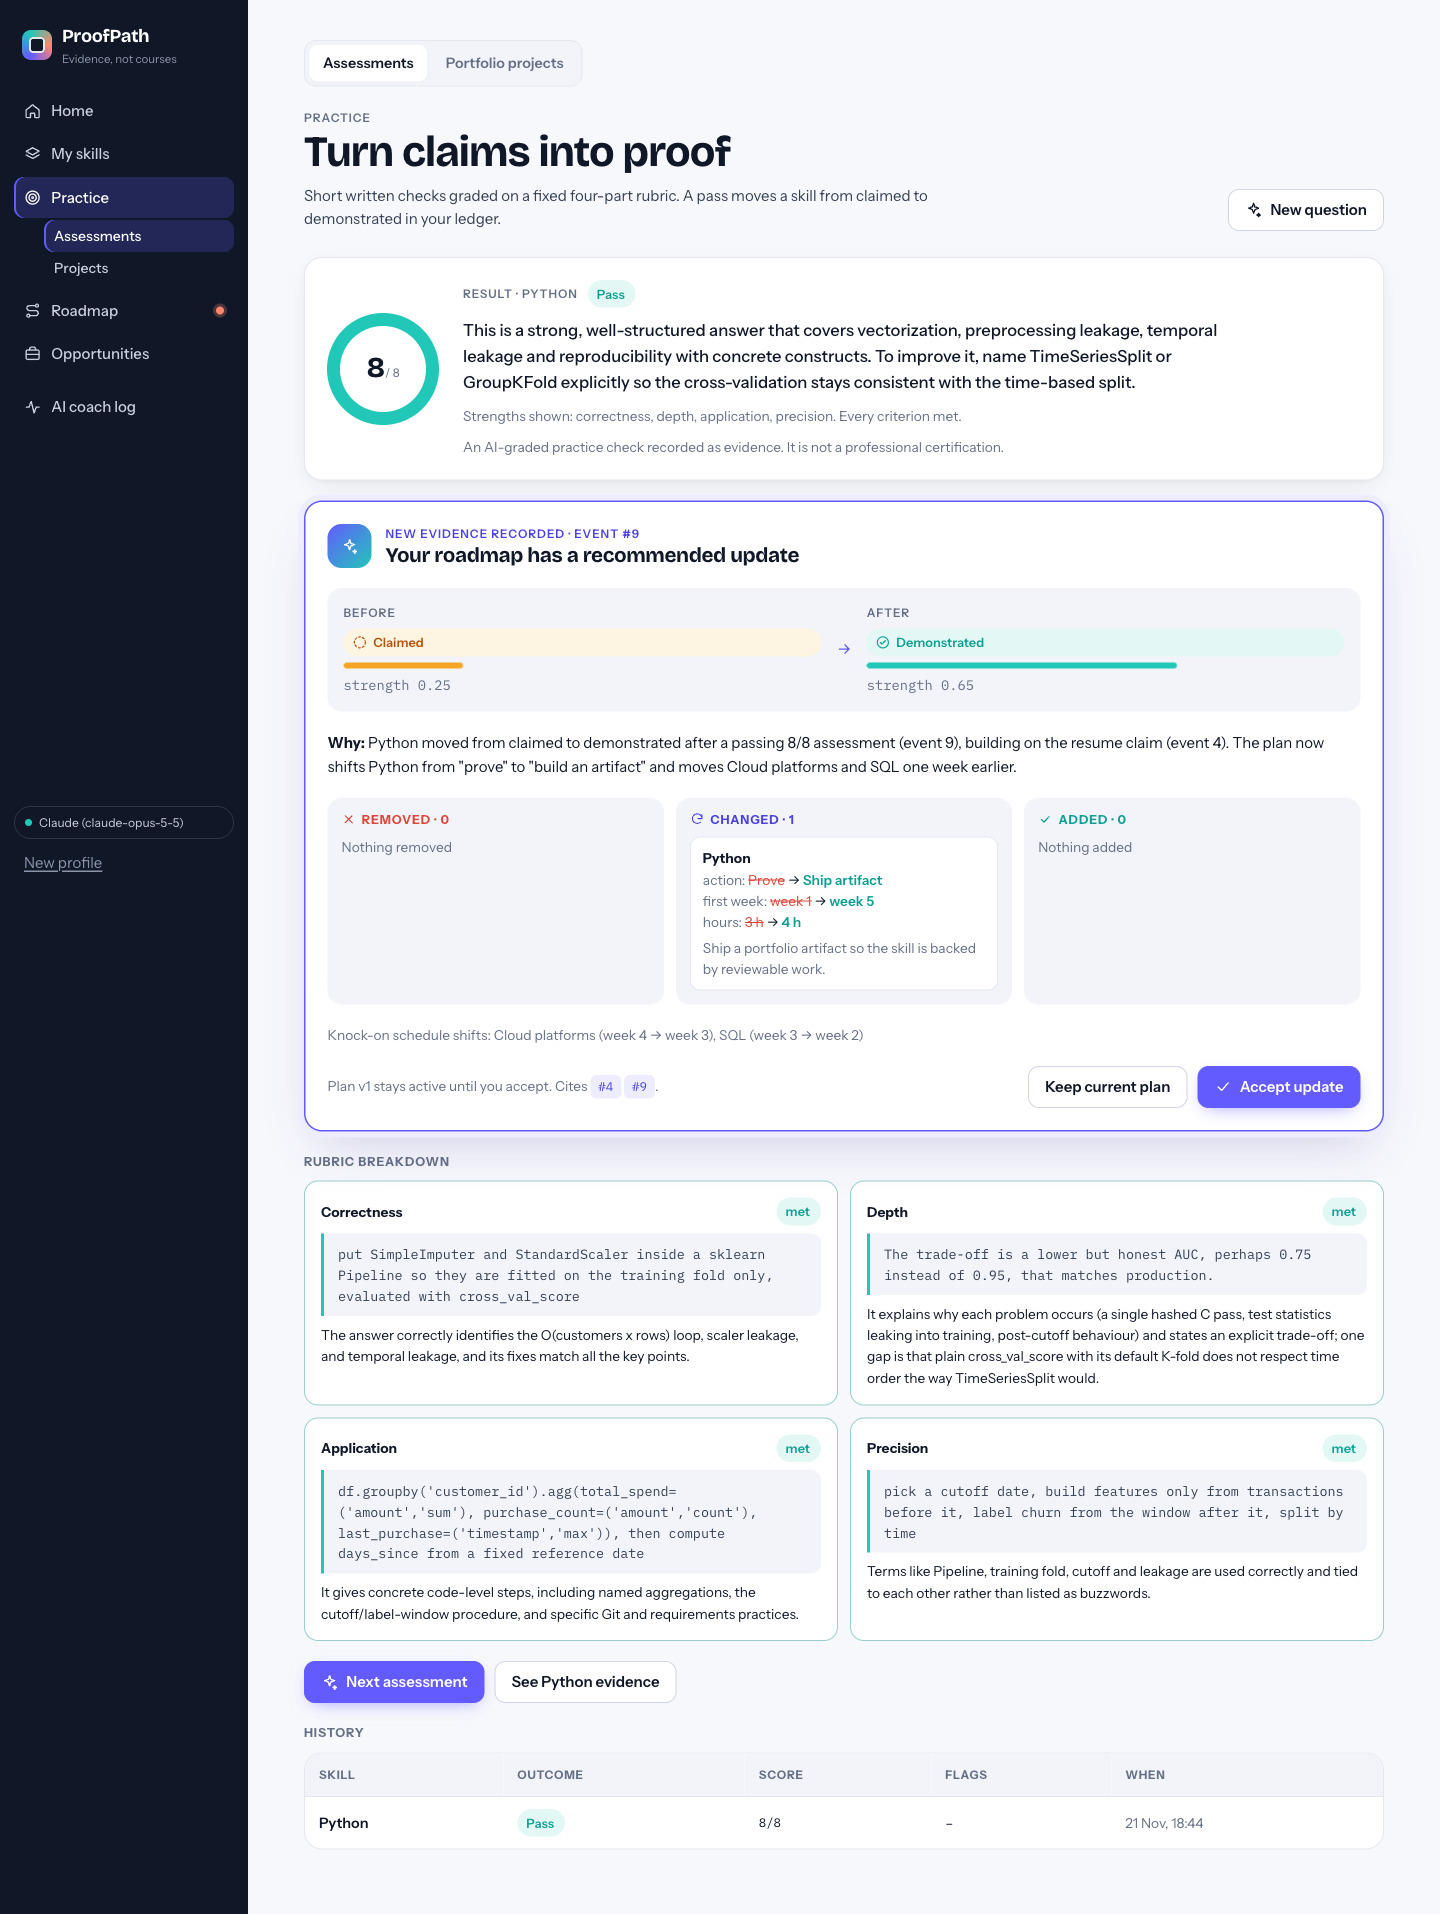 ProofPath
Evidence, not courses
Home
My skills
Practice
Assessments
Projects
Roadmap
Opportunities
AI coach log
Claude (claude-opus-5-5)
New profile
Assessments
Portfolio projects
PRACTICE
Turn claims into proof
Short written checks graded on a fixed four-part rubric. A pass moves a skill from claimed to
demonstrated in your ledger.
New question
RESULT · PYTHON
Pass
8 / 8
This is a strong, well-structured answer that covers vectorization, preprocessing leakage, temporal
leakage and reproducibility with concrete constructs. To improve it, name TimeSeriesSplit or
GroupKFold explicitly so the cross-validation stays consistent with the time-based split.
Strengths shown: correctness, depth, application, precision. Every criterion met.
An AI-graded practice check recorded as evidence. It is not a professional certification.
NEW EVIDENCE RECORDED · EVENT #9
Your roadmap has a recommended update
BEFORE
Claimed
strength 0.25
→
AFTER
Demonstrated
strength 0.65
Why: Python moved from claimed to demonstrated after a passing 8/8 assessment (event 9), building on the resume claim (event 4). The plan now
shifts Python from "prove" to "build an artifact" and moves Cloud platforms and SQL one week earlier.
REMOVED · 0
Nothing removed
CHANGED · 1
Python
action: Prove → Ship artifact
first week: week 1 → week 5
hours: 3 h → 4 h
Ship a portfolio artifact so the skill is backed
by reviewable work.
ADDED · 0
Nothing added
Knock-on schedule shifts: Cloud platforms (week 4 → week 3), SQL (week 3 → week 2)
Plan v1 stays active until you accept. Cites #4 #9 .
Keep current plan
Accept update
RUBRIC BREAKDOWN
Correctness
met
put SimpleImputer and StandardScaler inside a sklearn
Pipeline so they are fitted on the training fold only,
evaluated with cross_val_score
The answer correctly identifies the O(customers x rows) loop, scaler leakage,
and temporal leakage, and its fixes match all the key points.
Depth
met
The trade-off is a lower but honest AUC, perhaps 0.75
instead of 0.95, that matches production.
It explains why each problem occurs (a single hashed C pass, test statistics
leaking into training, post-cutoff behaviour) and states an explicit trade-off; one
gap is that plain cross_val_score with its default K-fold does not respect time
order the way TimeSeriesSplit would.
Application
met
df.groupby('customer_id').agg(total_spend=
('amount','sum'), purchase_count=('amount','count'),
last_purchase=('timestamp','max')), then compute
days_since from a fixed reference date
It gives concrete code-level steps, including named aggregations, the
cutoff/label-window procedure, and specific Git and requirements practices.
Precision
met
pick a cutoff date, build features only from transactions
before it, label churn from the window after it, split by
time
Terms like Pipeline, training fold, cutoff and leakage are used correctly and tied
to each other rather than listed as buzzwords.
Next assessment
See Python evidence
HISTORY
SKILL OUTCOME SCORE FLAGS WHEN
Python Pass 8/8 – 21 Nov, 18:44